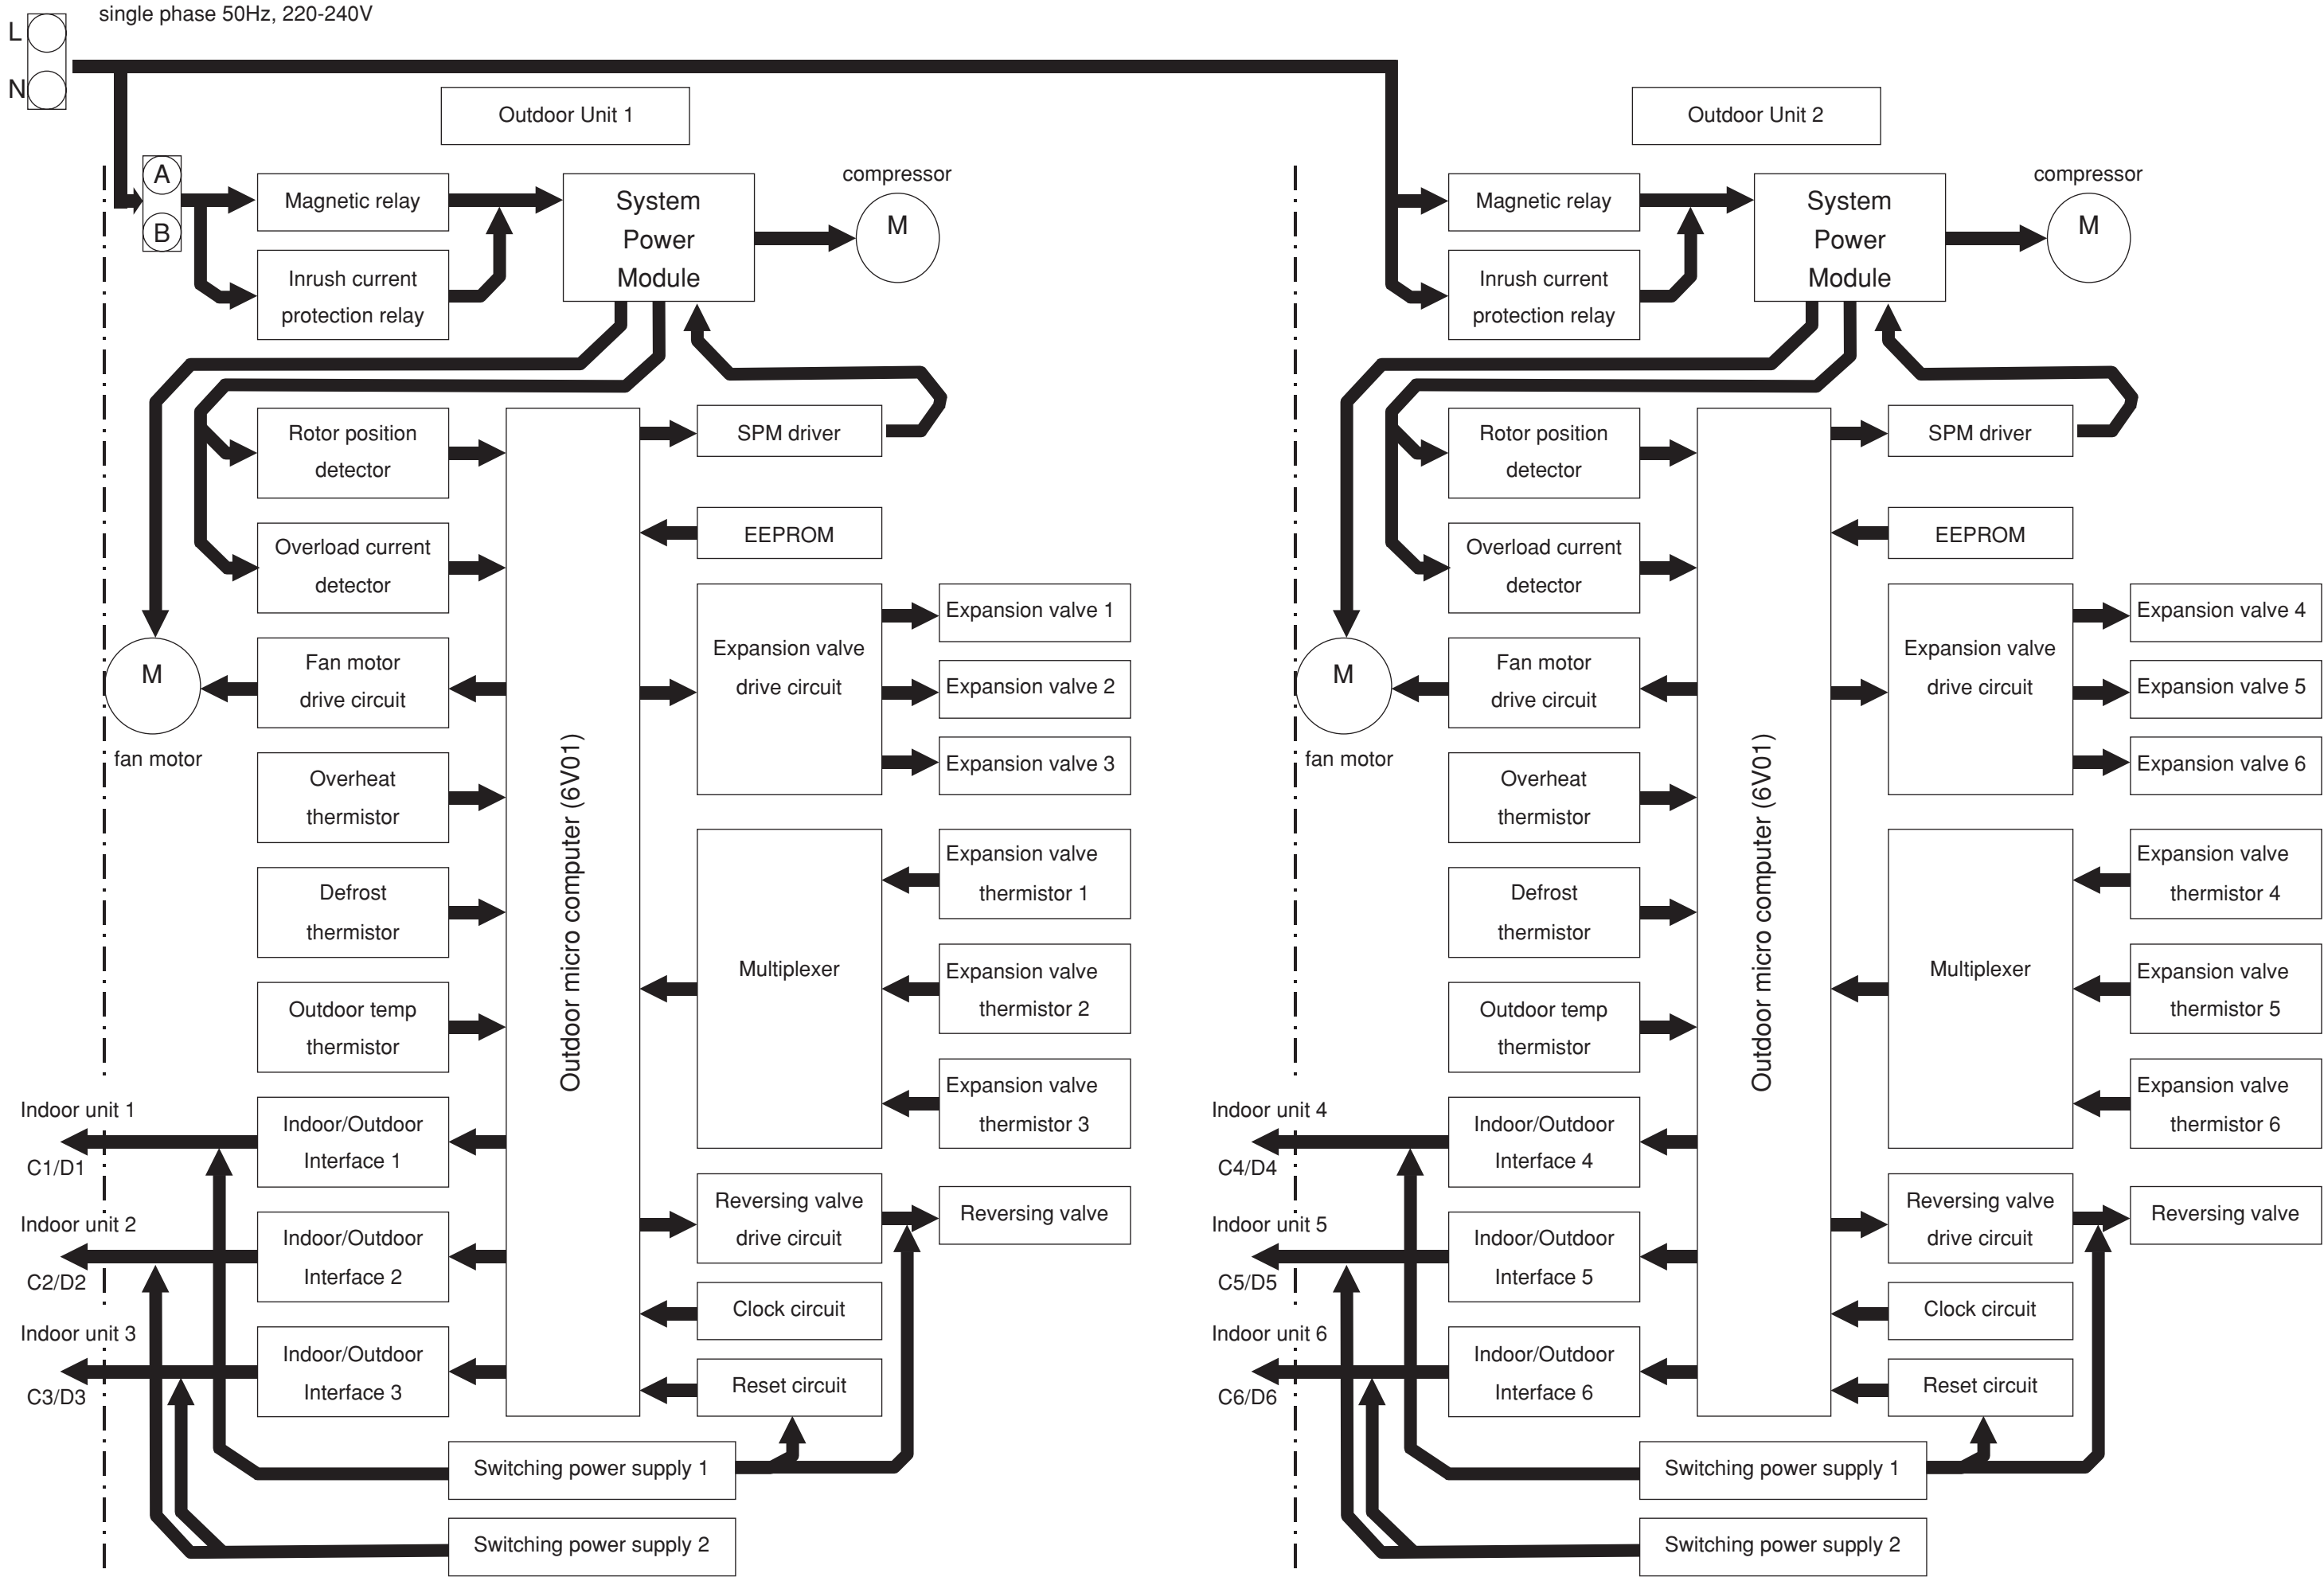 single phase 50Hz, 220-240V
L
N
Outdoor Unit 1
A
B
Magnetic relay
Inrush current
protection relay
System
Power
Module
compressor
M
Rotor position
detector
Overload current
detector
M
fan motor
Fan motor
drive circuit
Overheat
thermistor
Defrost
thermistor
Outdoor temp
thermistor
Indoor unit 1
C1/D1
Indoor/Outdoor
Interface 1
Indoor unit 2
C2/D2
Indoor/Outdoor
Interface 2
Indoor unit 3
C3/D3
Indoor/Outdoor
Interface 3
Outdoor micro computer (6V01)
SPM driver
EEPROM
Expansion valve
drive circuit
Expansion valve 1
Expansion valve 2
Expansion valve 3
Multiplexer
Expansion valve
thermistor 1
Expansion valve
thermistor 2
Expansion valve
thermistor 3
Reversing valve
drive circuit
Reversing valve
Clock circuit
Reset circuit
Switching power supply 1
Switching power supply 2
Outdoor Unit 2
Magnetic relay
Inrush current
protection relay
System
Power
Module
compressor
M
Rotor position
detector
Overload current
detector
M
fan motor
Fan motor
drive circuit
Overheat
thermistor
Defrost
thermistor
Outdoor temp
thermistor
Indoor unit 4
C4/D4
Indoor/Outdoor
Interface 4
Indoor unit 5
C5/D5
Indoor/Outdoor
Interface 5
Indoor unit 6
C6/D6
Indoor/Outdoor
Interface 6
Outdoor micro computer (6V01)
SPM driver
EEPROM
Expansion valve
drive circuit
Expansion valve 4
Expansion valve 5
Expansion valve 6
Multiplexer
Expansion valve
thermistor 4
Expansion valve
thermistor 5
Expansion valve
thermistor 6
Reversing valve
drive circuit
Reversing valve
Clock circuit
Reset circuit
Switching power supply 1
Switching power supply 2